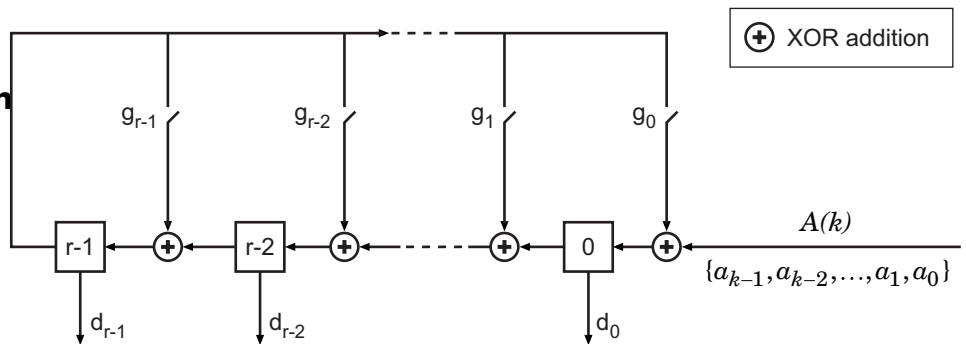 XOR addition
n
g_{r-1}
g_{r-2}
g_1
g_0
r-1
r-2
0
A(k)
{a_{k-1}, a_{k-2}, ..., a_1, a_0}
d_{r-1}
d_{r-2}
d_0